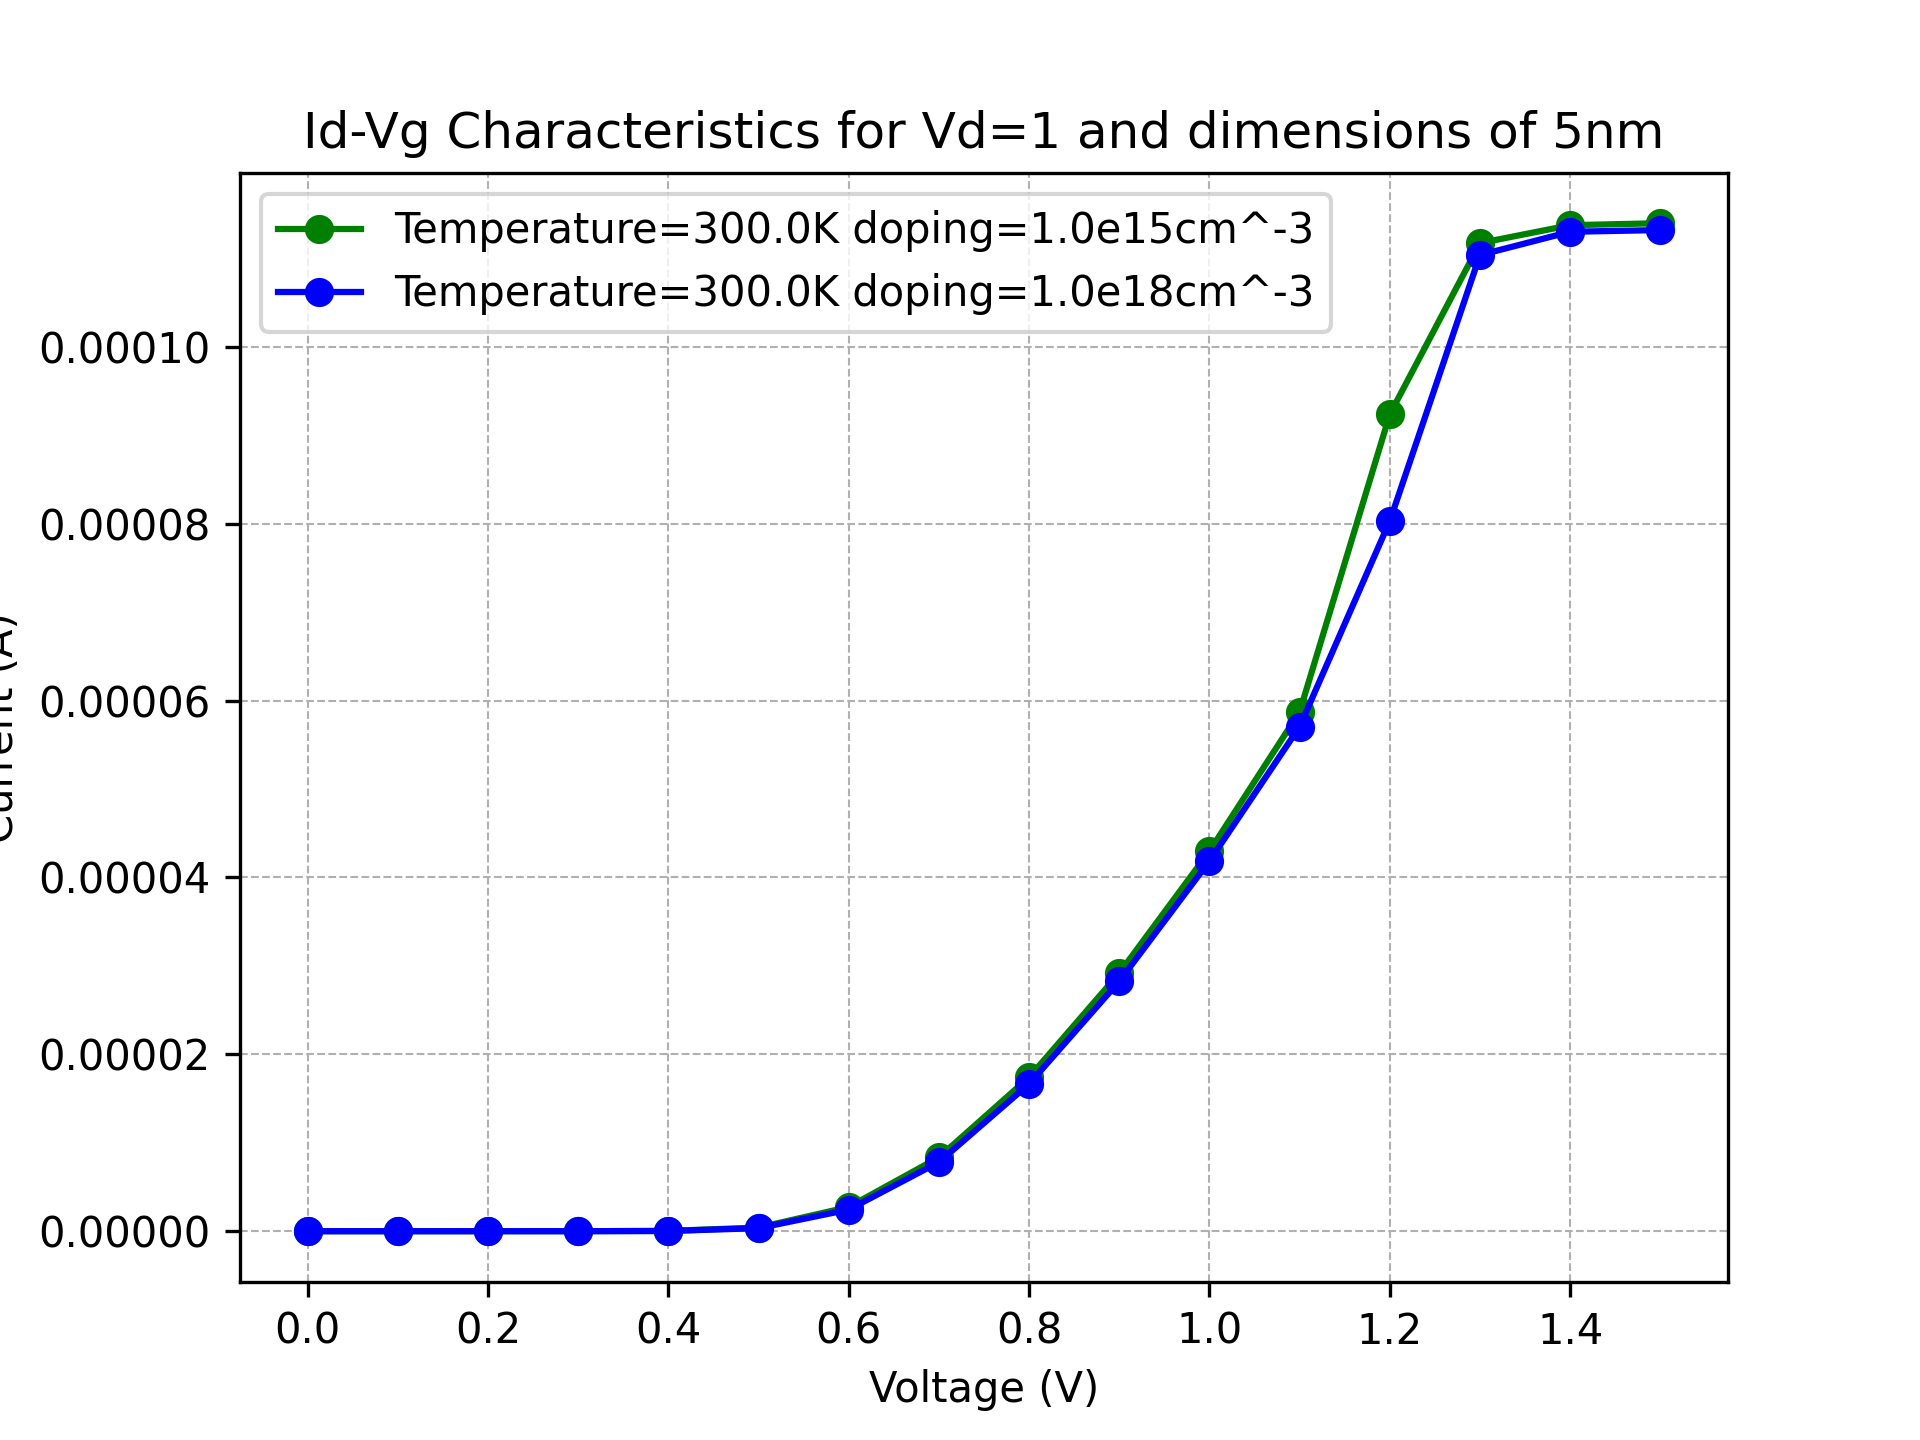 Id-Vg Characteristics for Vd=1 and dimensions of 5nm
Temperature=300.0K doping=1.0e15cm^-3
Temperature=300.0K doping=1.0e18cm^-3
0.00010
0.00008
0.00006
0.00004
0.00002
0.00000
Current (A)
0.0 0.2 0.4 0.6 0.8 1.0 1.2 1.4
Voltage (V)